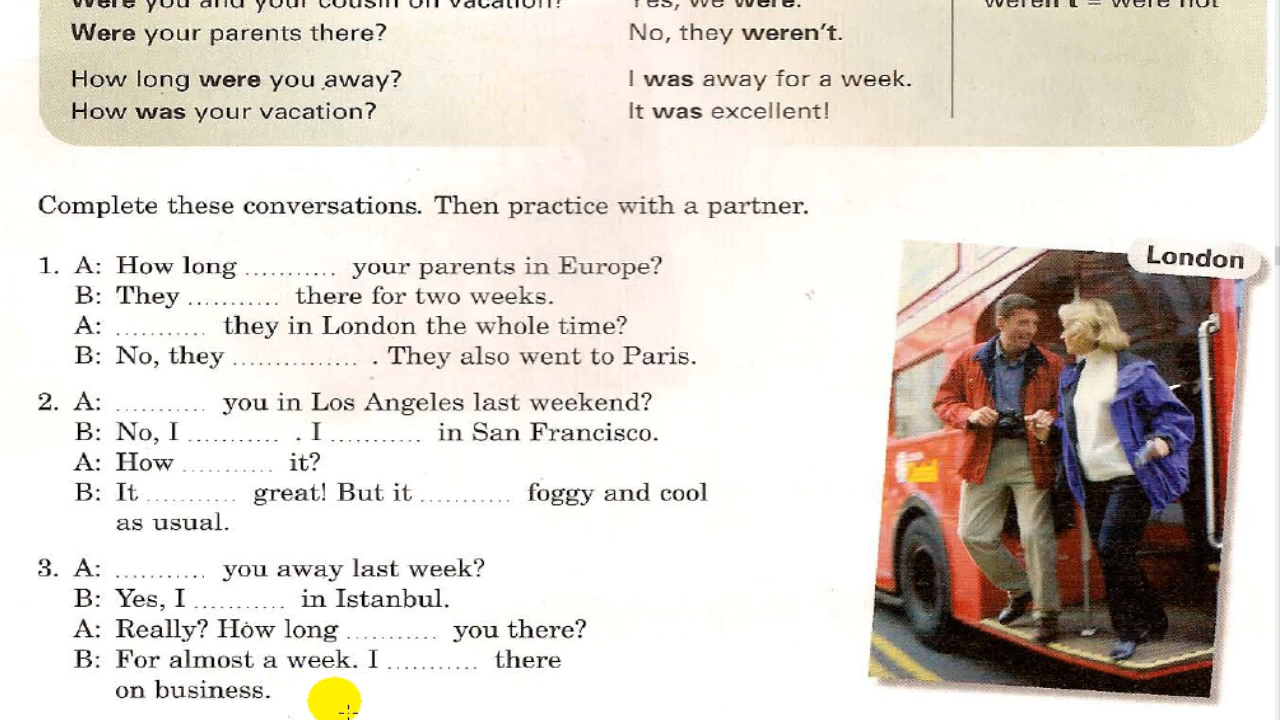 Were you and your cousin on vacation? Yes, we were. weren't = were not
Were your parents there? No, they weren't.
How long were you away? I was away for a week.
How was your vacation? It was excellent!
Complete these conversations. Then practice with a partner.
1. A: How long ........... your parents in Europe?
B: They ........... there for two weeks.
A: ........... they in London the whole time?
B: No, they ............... . They also went to Paris.
2. A: ........... you in Los Angeles last weekend?
B: No, I ........... . I ........... in San Francisco.
A: How ........... it?
B: It ........... great! But it ........... foggy and cool
as usual.
3. A: ........... you away last week?
B: Yes, I ........... in Istanbul.
A: Really? How long ........... you there?
B: For almost a week. I ........... there
on business.
London